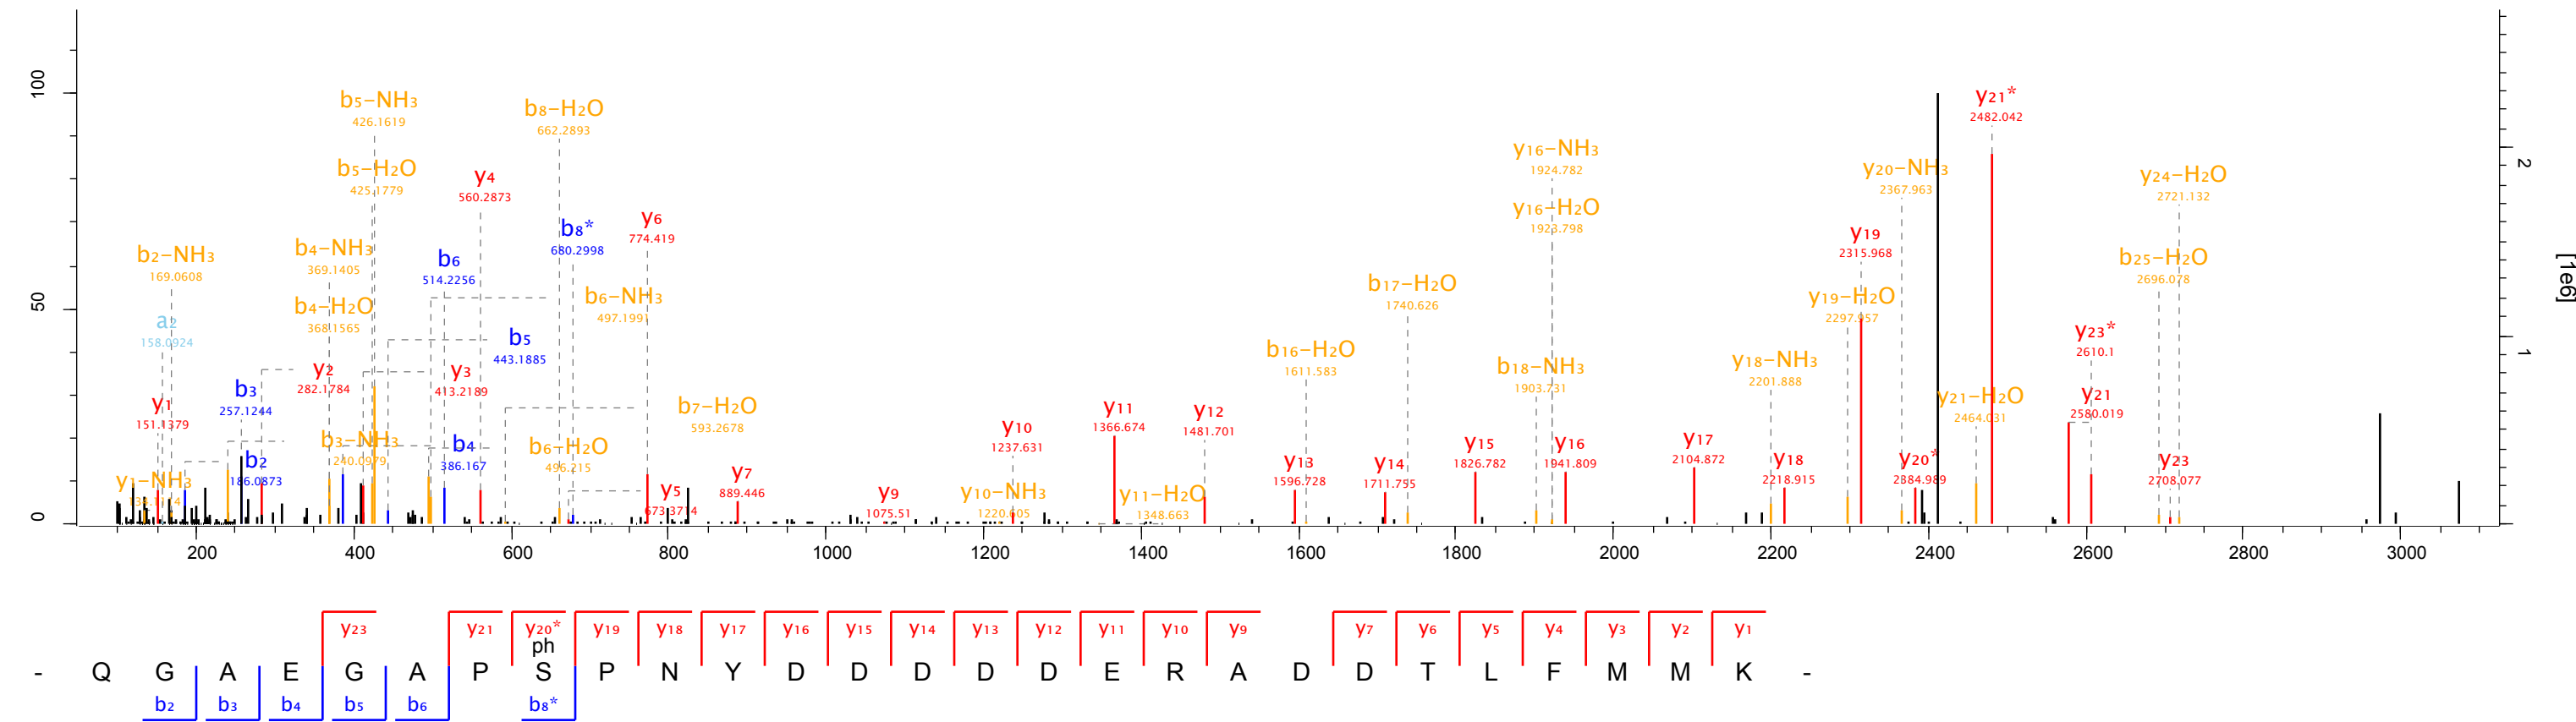 100
50
0
2
1
[1e6]
b5–NH3
426.1619
b5–H2O
425.1779
b8–H2O
662.2893
y4
560.2873
b2–NH3
169.0608
b4–NH3
369.1405
b4–H2O
368.1565
b6
514.2256
b8*
680.2998
y6
774.419
b6–NH3
497.1991
a2
158.0924
b5
443.1885
y1
151.1379
b3
257.1244
y2
282.1784
y3
413.2189
b7–H2O
593.2678
b3–NH3
240.0979
b2
186.0873
b4
386.167
b6–H2O
496.215
y1–NH3
y5
673.3714
y7
889.446
y9
1075.51
y10
1237.631
y10–NH3
1220.605
y11
1366.674
y11–H2O
1348.663
y12
1481.701
y13
1596.728
b16–H2O
1611.583
y14
1711.755
b17–H2O
1740.626
y15
1826.782
y16–NH3
1924.782
y16–H2O
1923.798
b18–NH3
1903.731
y16
1941.809
y17
2104.872
y18–NH3
2201.888
y18
2218.915
y19
2315.968
y19–H2O
2297.957
y20–NH3
2367.963
y20*
2384.989
y21*
2482.042
y21–H2O
2464.031
y23*
2610.1
y21
2580.019
y24–H2O
2721.132
b25–H2O
2696.078
y23
2708.077
200 400 600 800 1000 1200 1400 1600 1800 2000 2200 2400 2600 2800 3000
y23 y21 y20* y19 y18 y17 y16 y15 y14 y13 y12 y11 y10 y9 y7 y6 y5 y4 y3 y2 y1
ph
- Q G A E G A P S P N Y D D D D D E R A D D T L F M M K -
b2 b3 b4 b5 b6 b8*